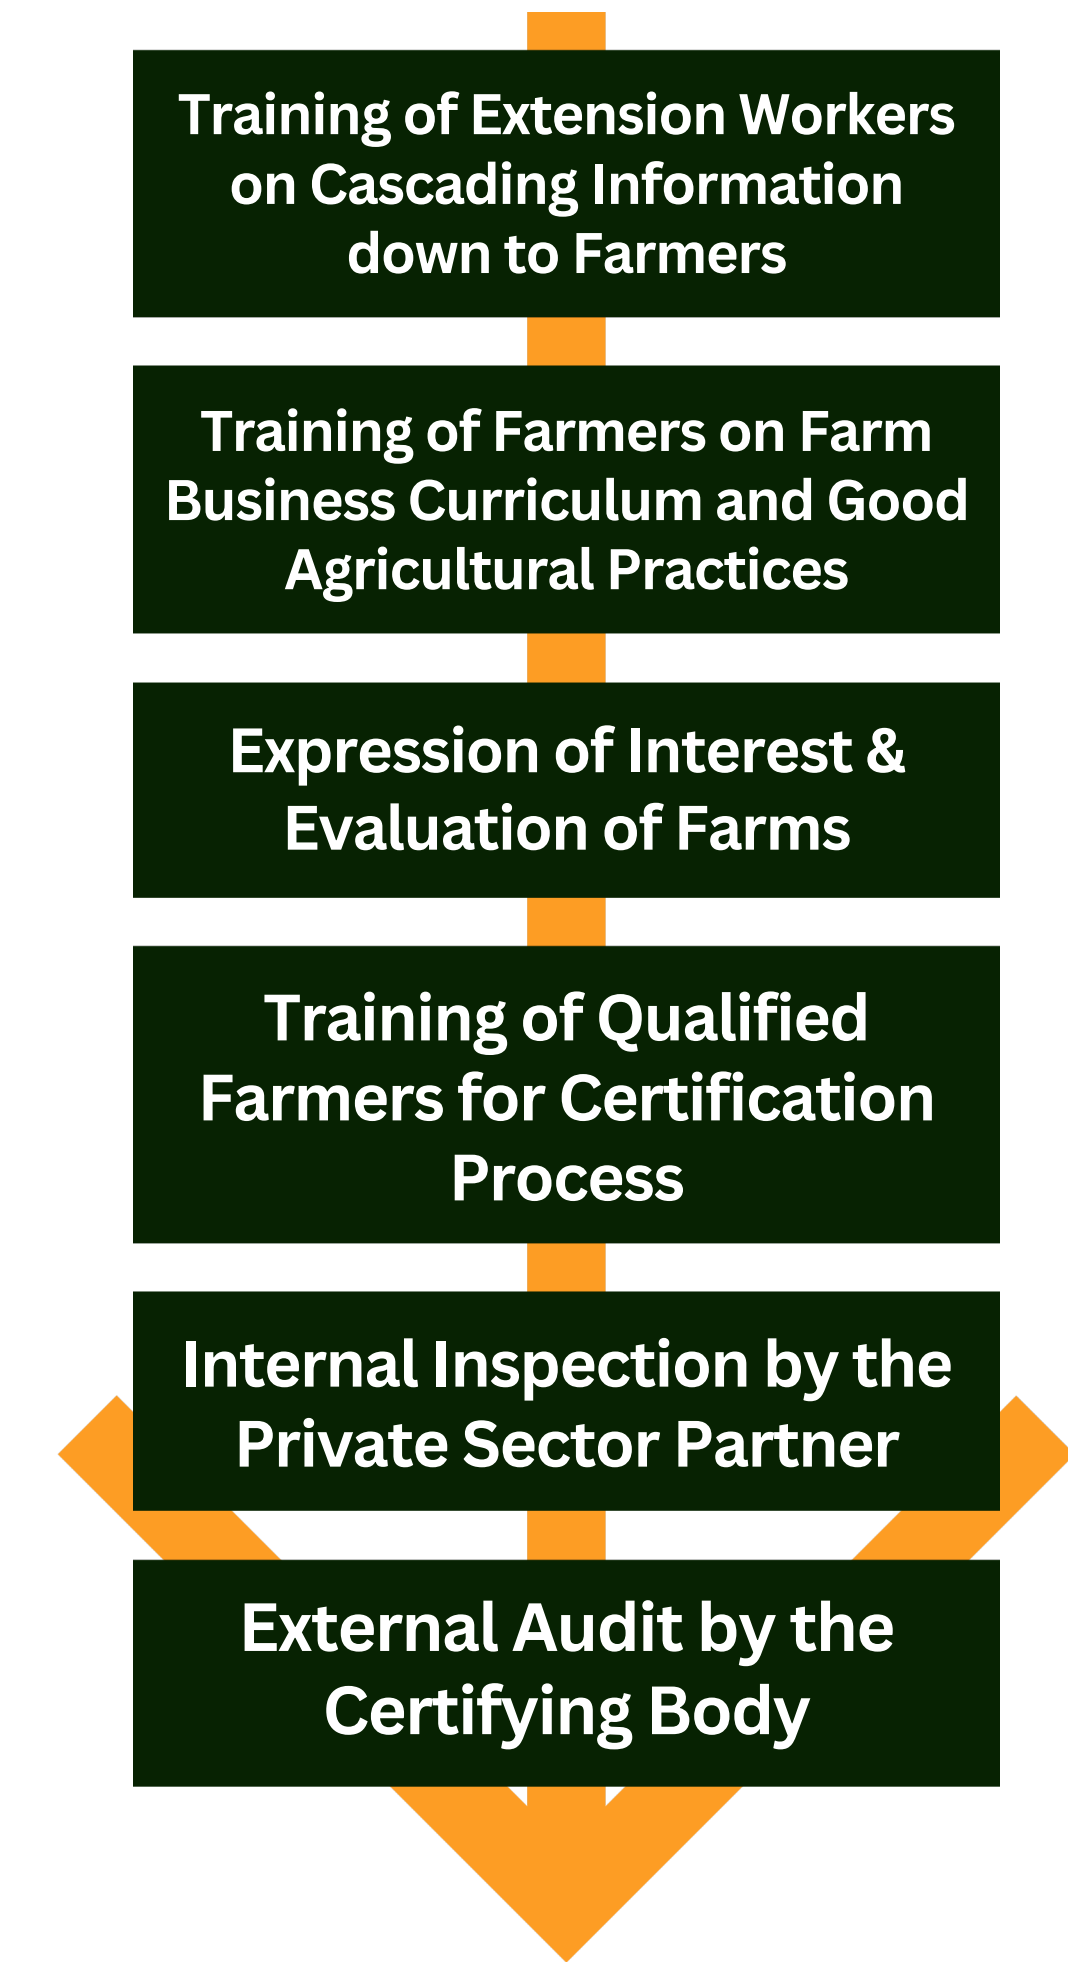 Training of Extension Workers
on Cascading Information
down to Farmers
Training of Farmers on Farm
Business Curriculum and Good
Agricultural Practices
Expression of Interest &
Evaluation of Farms
Training of Qualified
Farmers for Certification
Process
Internal Inspection by the
Private Sector Partner
External Audit by the
Certifying Body